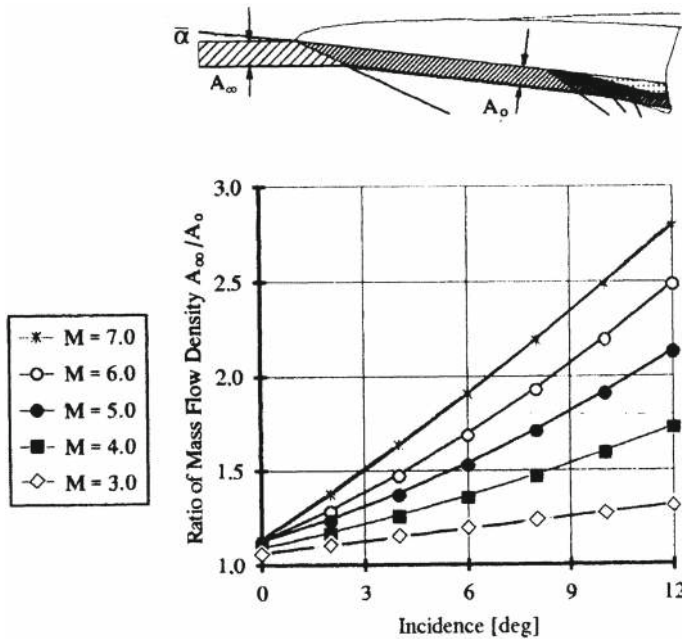 ᾱ
A∞
A₀
Ratio of Mass Flow Density A∞/A₀
3.0
2.5
2.0
1.5
1.0
0
3
6
9
12
Incidence [deg]
M = 7.0
M = 6.0
M = 5.0
M = 4.0
M = 3.0